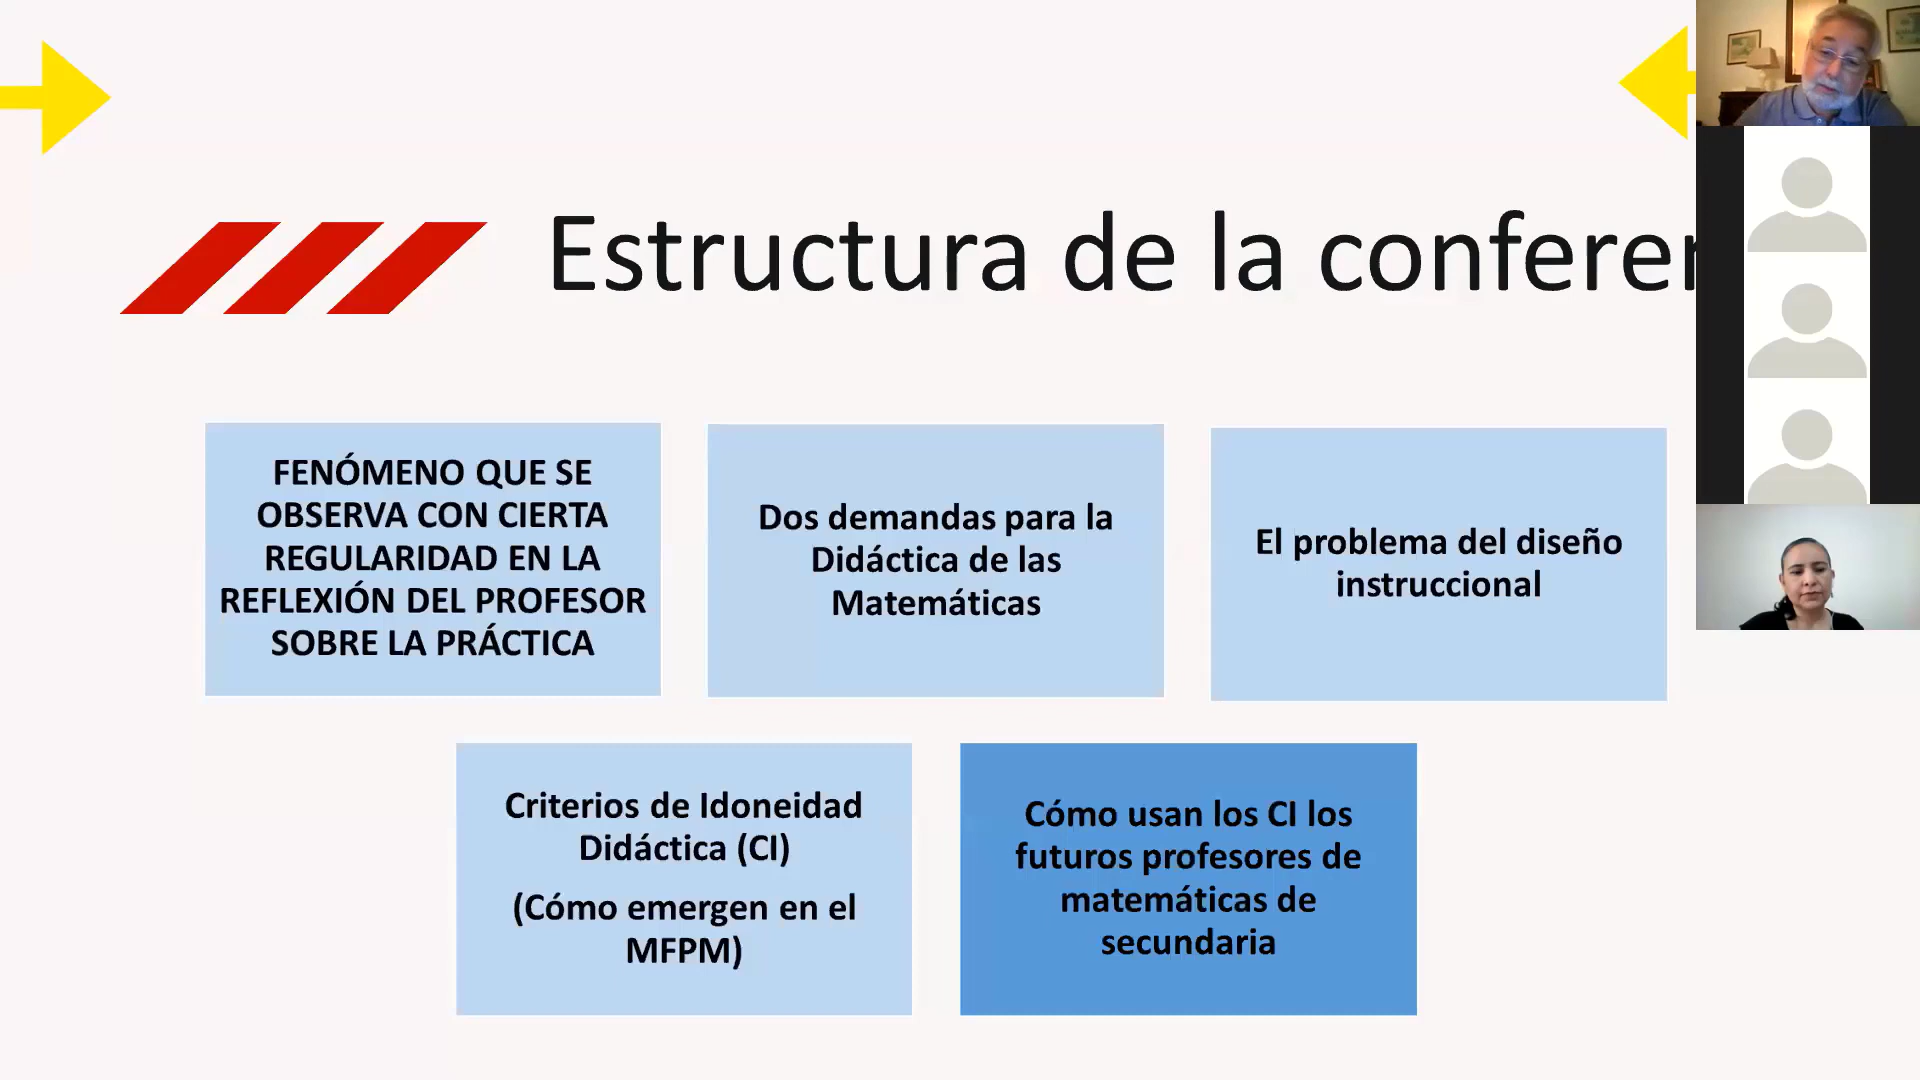 Estructura de la conferen
FENÓMENO QUE SE
OBSERVA CON CIERTA
REGULARIDAD EN LA
REFLEXIÓN DEL PROFESOR
SOBRE LA PRÁCTICA
Dos demandas para la
Didáctica de las
Matemáticas
El problema del diseño
instruccional
Criterios de Idoneidad
Didáctica (CI)
(Cómo emergen en el
MFPM)
Cómo usan los CI los
futuros profesores de
matemáticas de
secundaria